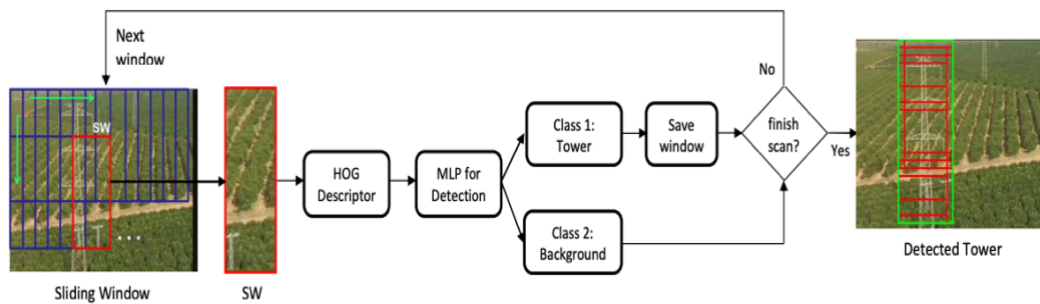 Next
window
No
SW
Class 1:
Tower
Save
window
finish
scan?
Yes
HOG
Descriptor
MLP for
Detection
Class 2:
Background
...
Sliding Window
SW
Detected Tower